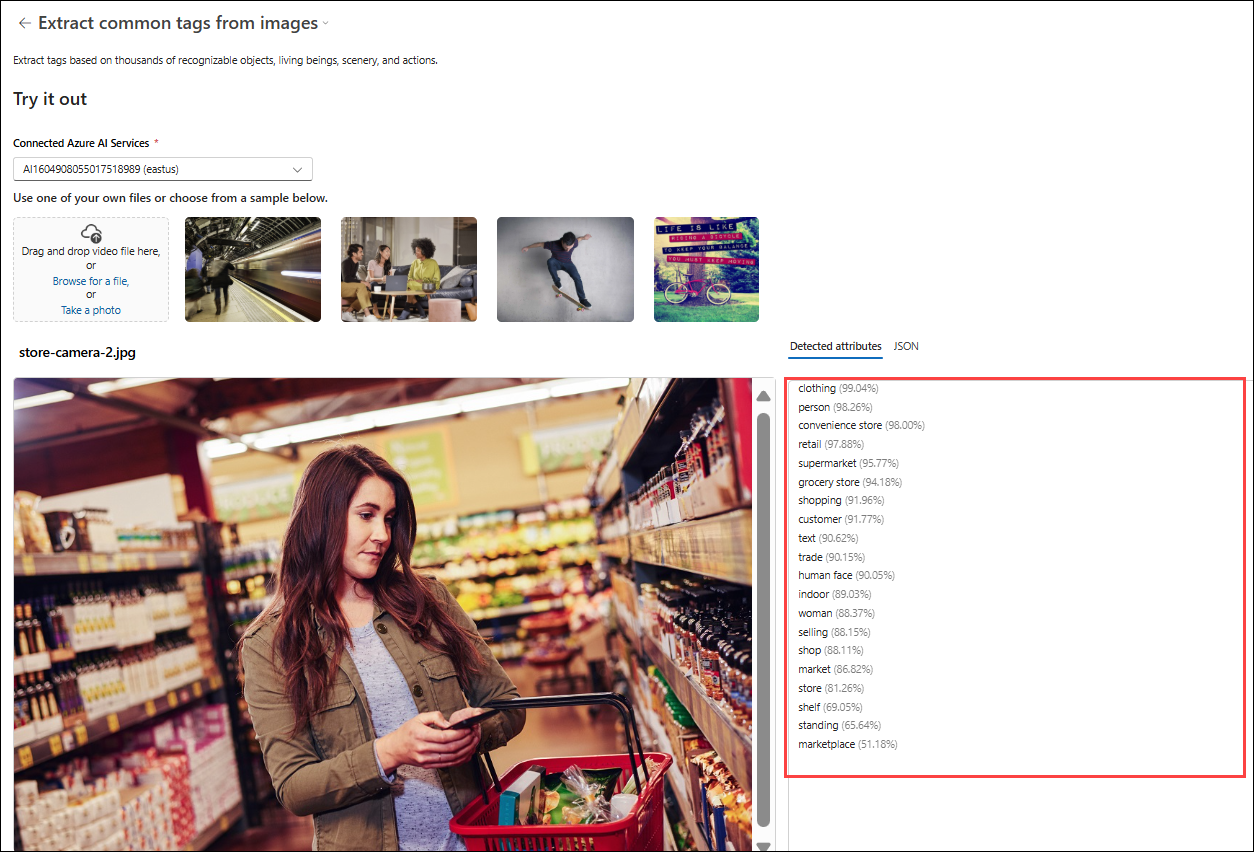 Extract common tags from images
Extract tags based on thousands of recognizable objects, living beings, scenery, and actions.
Try it out
Connected Azure AI Services *
AI1604908055017518989 (eastus)
Use one of your own files or choose from a sample below.
Drag and drop video file here,
or
Browse for a file,
or
Take a photo
LIFE IS LIKE
RIDING A BICYCLE
TO KEEP YOUR BALANCE
YOU MUST KEEP MOVING
store-camera-2.jpg
Detected attributes
JSON
clothing (99.04%)
person (98.26%)
convenience store (98.00%)
retail (97.88%)
supermarket (95.77%)
grocery store (94.18%)
shopping (91.96%)
customer (91.77%)
text (90.62%)
trade (90.15%)
human face (90.05%)
indoor (89.03%)
woman (88.37%)
selling (88.15%)
shop (88.11%)
market (86.82%)
store (81.26%)
shelf (69.05%)
standing (65.64%)
marketplace (51.18%)